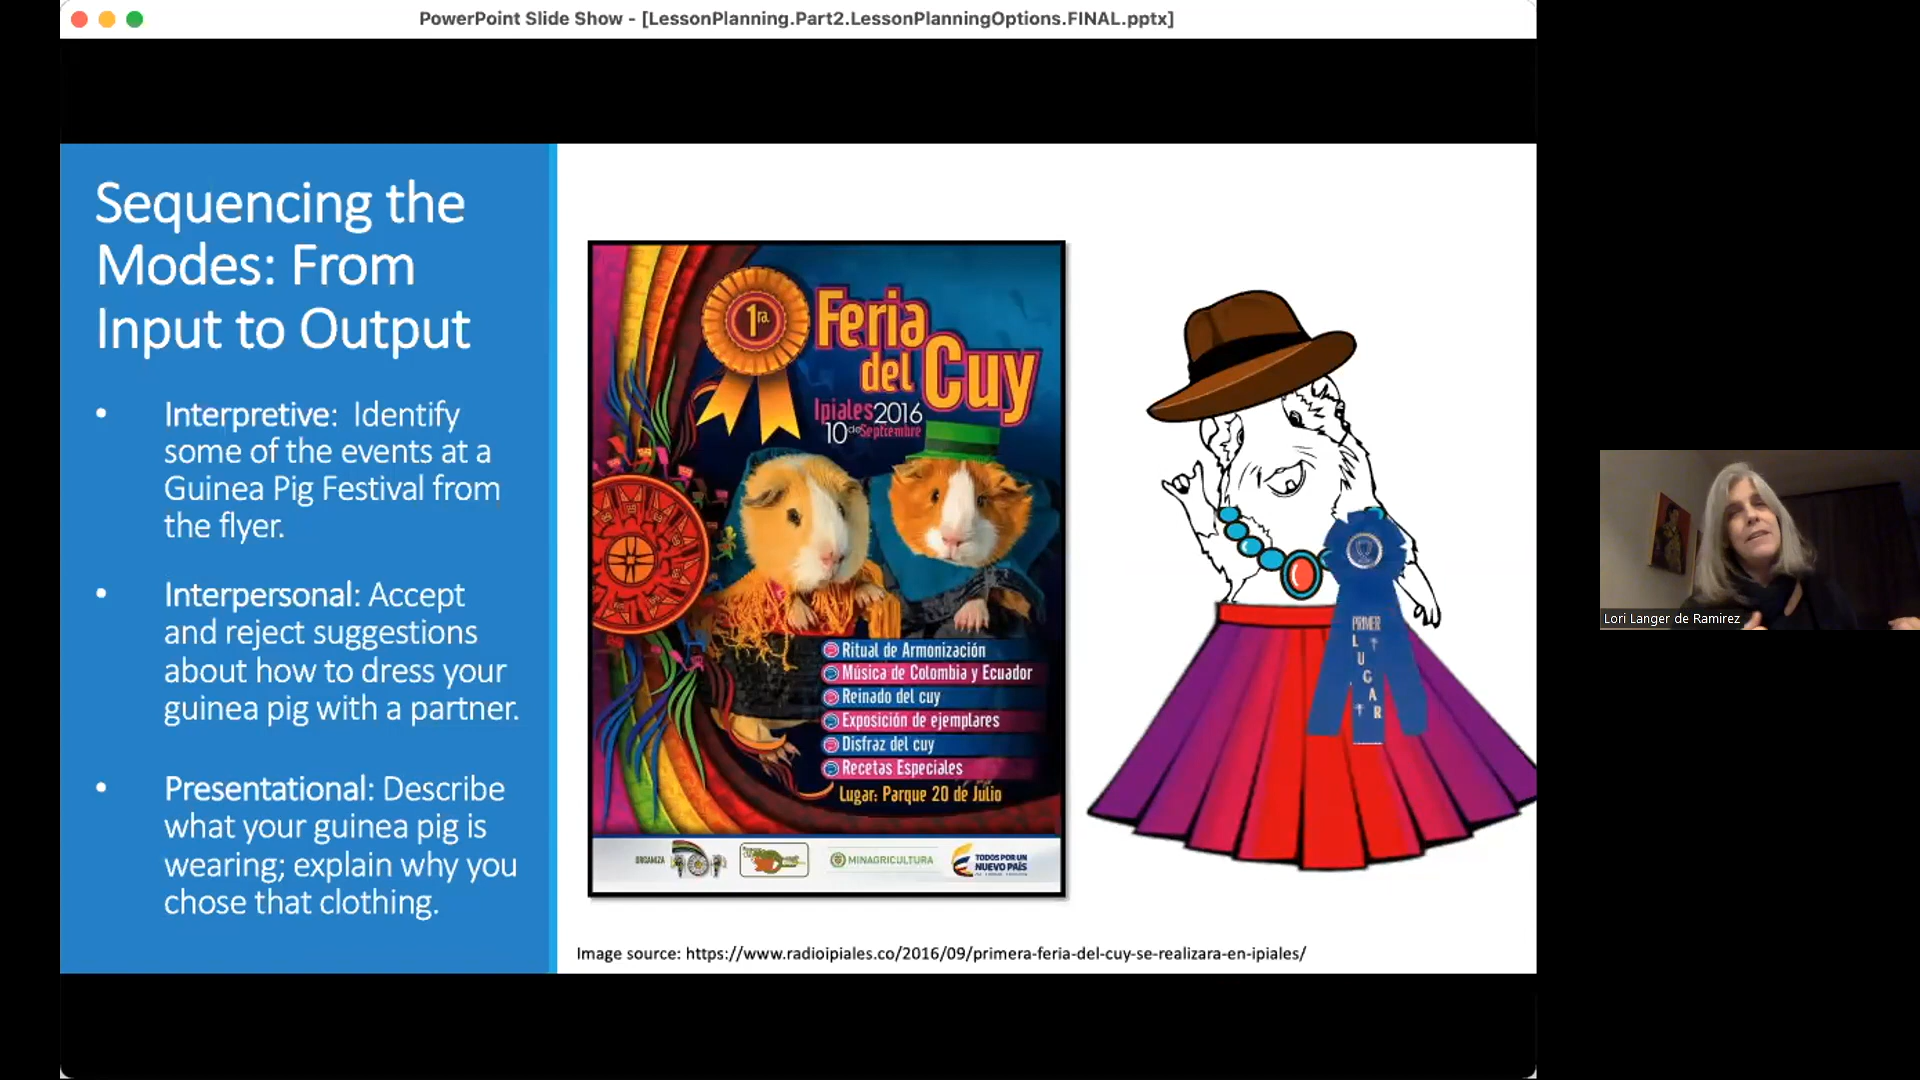 PowerPoint Slide Show - [LessonPlanning.Part2.LessonPlanningOptions.FINAL.pptx]
Sequencing the
Modes: From
Input to Output
• Interpretive: Identify
some of the events at a
Guinea Pig Festival from
the flyer.
• Interpersonal: Accept
and reject suggestions
about how to dress your
guinea pig with a partner.
• Presentational: Describe
what your guinea pig is
wearing; explain why you
chose that clothing.
1ra.
Feria
del Cuy
Ipiales 2016
10 de Septiembre
Ritual de Armonización
Música de Colombia y Ecuador
Reinado del cuy
Exposición de ejemplares
Disfraz del cuy
Recetas Especiales
Lugar: Parque 20 de Julio
ORGANIZA
MINAGRICULTURA
TODOS POR UN
NUEVO PAÍS
PRIMER
LUGAR
Image source: https://www.radioipiales.co/2016/09/primera-feria-del-cuy-se-realizara-en-ipiales/
Lori Langer de Ramirez